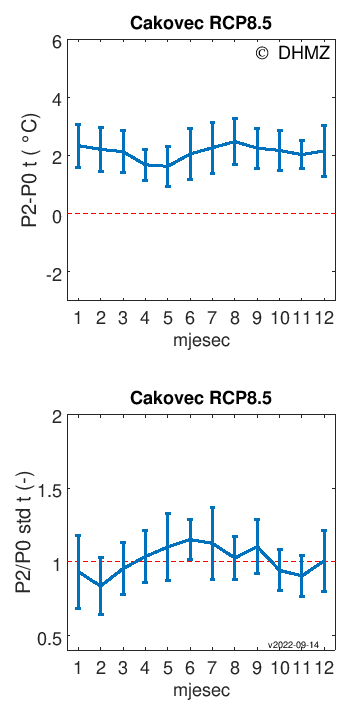 Cakovec RCP8.5
© DHMZ
P2-P0 t ( °C)
6
4
2
0
-2
1 2 3 4 5 6 7 8 9 10 11 12
mjesec
Cakovec RCP8.5
P2/P0 std t (-)
2
1.5
1
0.5
v2022-09-14
1 2 3 4 5 6 7 8 9 10 11 12
mjesec